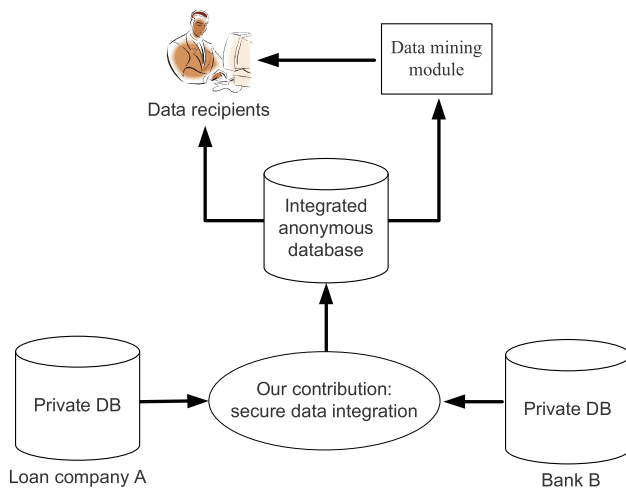 Data mining
module
Data recipients
Integrated
anonymous
database
Our contribution:
secure data integration
Private DB
Loan company A
Private DB
Bank B